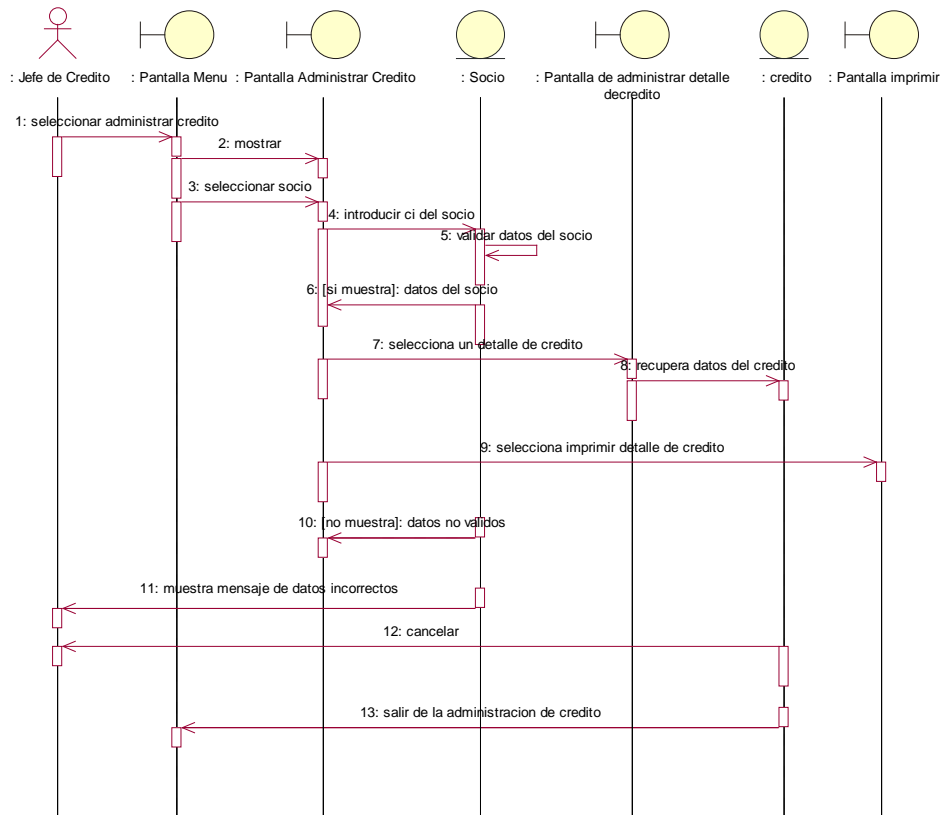 : Jefe de Credito
: Pantalla Menu
: Pantalla Administrar Credito
: Socio
: Pantalla de administrar detalle
decredito
: credito
: Pantalla imprimir
1: seleccionar administrar credito
2: mostrar
3: seleccionar socio
4: introducir ci del socio
5: validar datos del socio
6: [si muestra]: datos del socio
7: selecciona un detalle de credito
8: recupera datos del credito
9: selecciona imprimir detalle de credito
10: [no muestra]: datos no validos
11: muestra mensaje de datos incorrectos
12: cancelar
13: salir de la administracion de credito